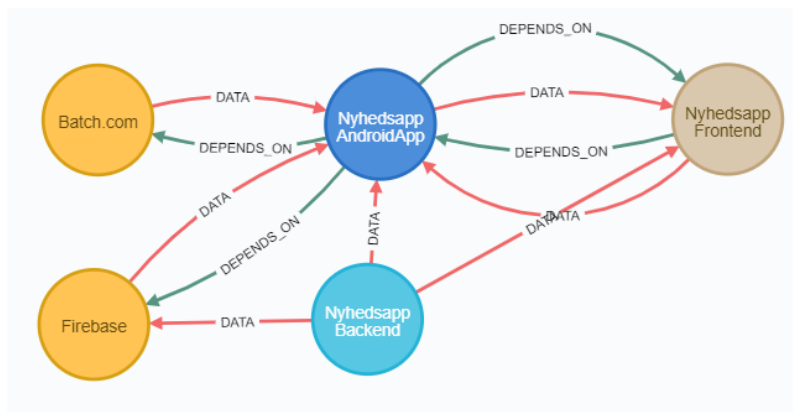 DEPENDS_ON
DATA
DATA
Batch.com
Nyhedsapp
AndroidApp
Nyhedsapp
Frontend
DEPENDS_ON
DEPENDS_ON
DATA
DATA
DATA
DATA
DEPENDS_ON
Firebase
DATA
Nyhedsapp
Backend